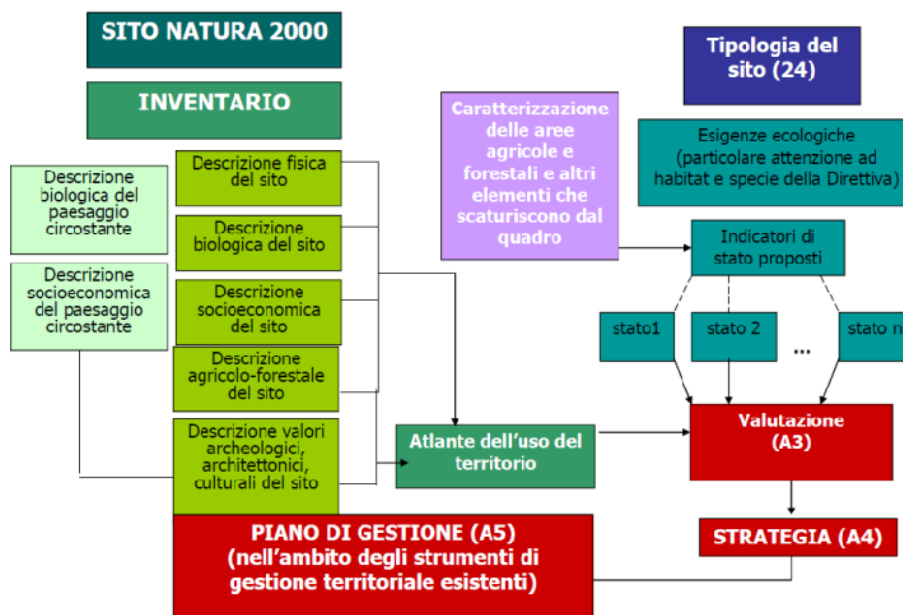 SITO NATURA 2000
INVENTARIO
Descrizione
biologica del
paesaggio
circostante
Descrizione
socioeconomica
del paesaggio
circostante
Descrizione fisica
del sito
Descrizione
biologica del sito
Descrizione
socioeconomica
del sito
Descrizione
agricolo-forestale
del sito
Descrizione valori
archeologici,
architettonici,
culturali del sito
PIANO DI GESTIONE (A5)
(nell'ambito degli strumenti di
gestione territoriale esistenti)
Atlante dell'uso del
territorio
Caratterizzazione
delle aree
agricole e
forestali e altri
elementi che
scaturiscono dal
quadro
Tipologia del
sito (24)
Esigenze ecologiche
(particolare attenzione ad
habitat e specie della Direttiva)
Indicatori di
stato proposti
stato1
stato 2
...
stato n
Valutazione
(A3)
STRATEGIA (A4)